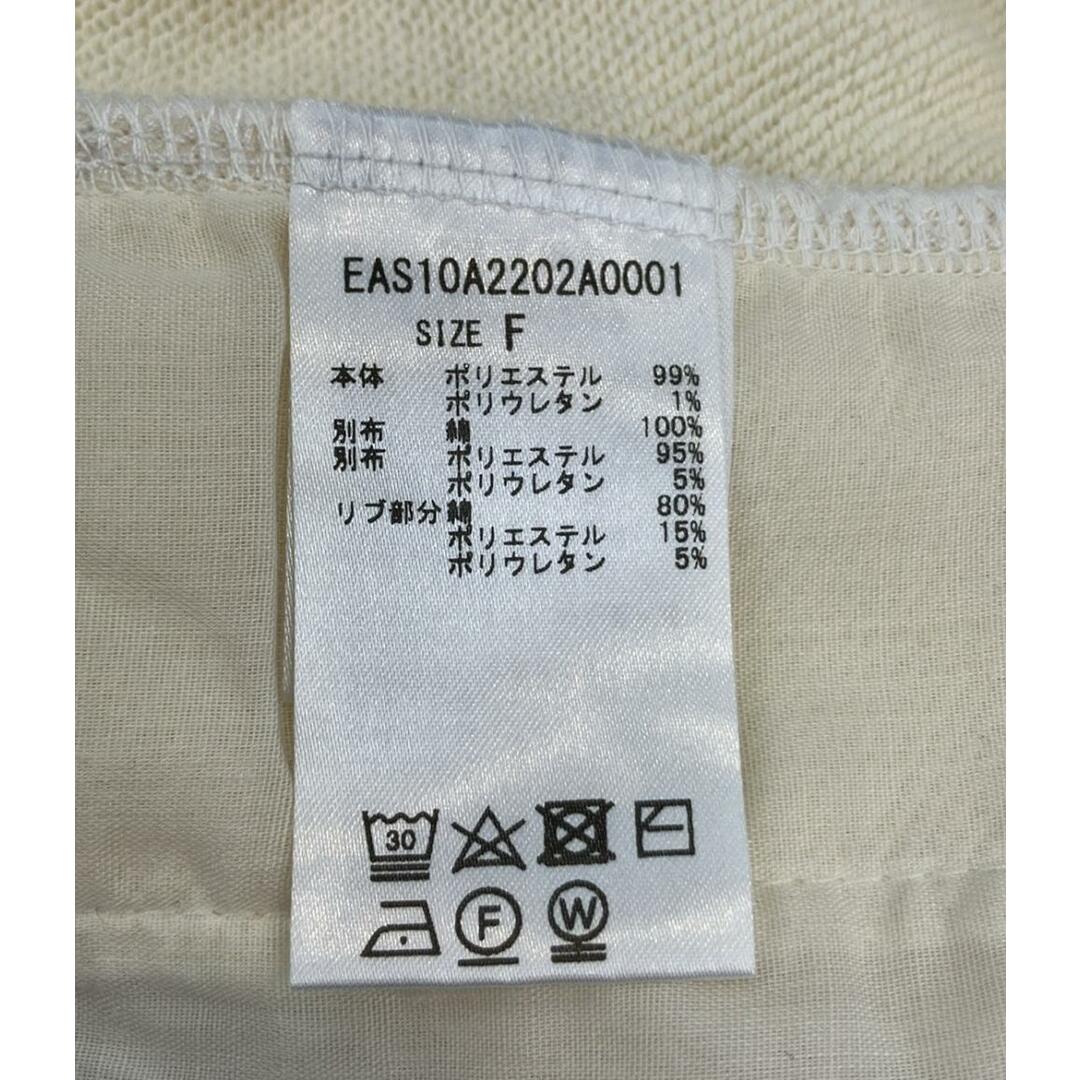 EAS10A2202A0001
SIZE F
本体 ポリエステル 99%
ポリウレタン 1%
別布 綿 100%
別布 ポリエステル 95%
ポリウレタン 5%
リブ部分 綿 80%
ポリエステル 15%
ポリウレタン 5%
30
F W